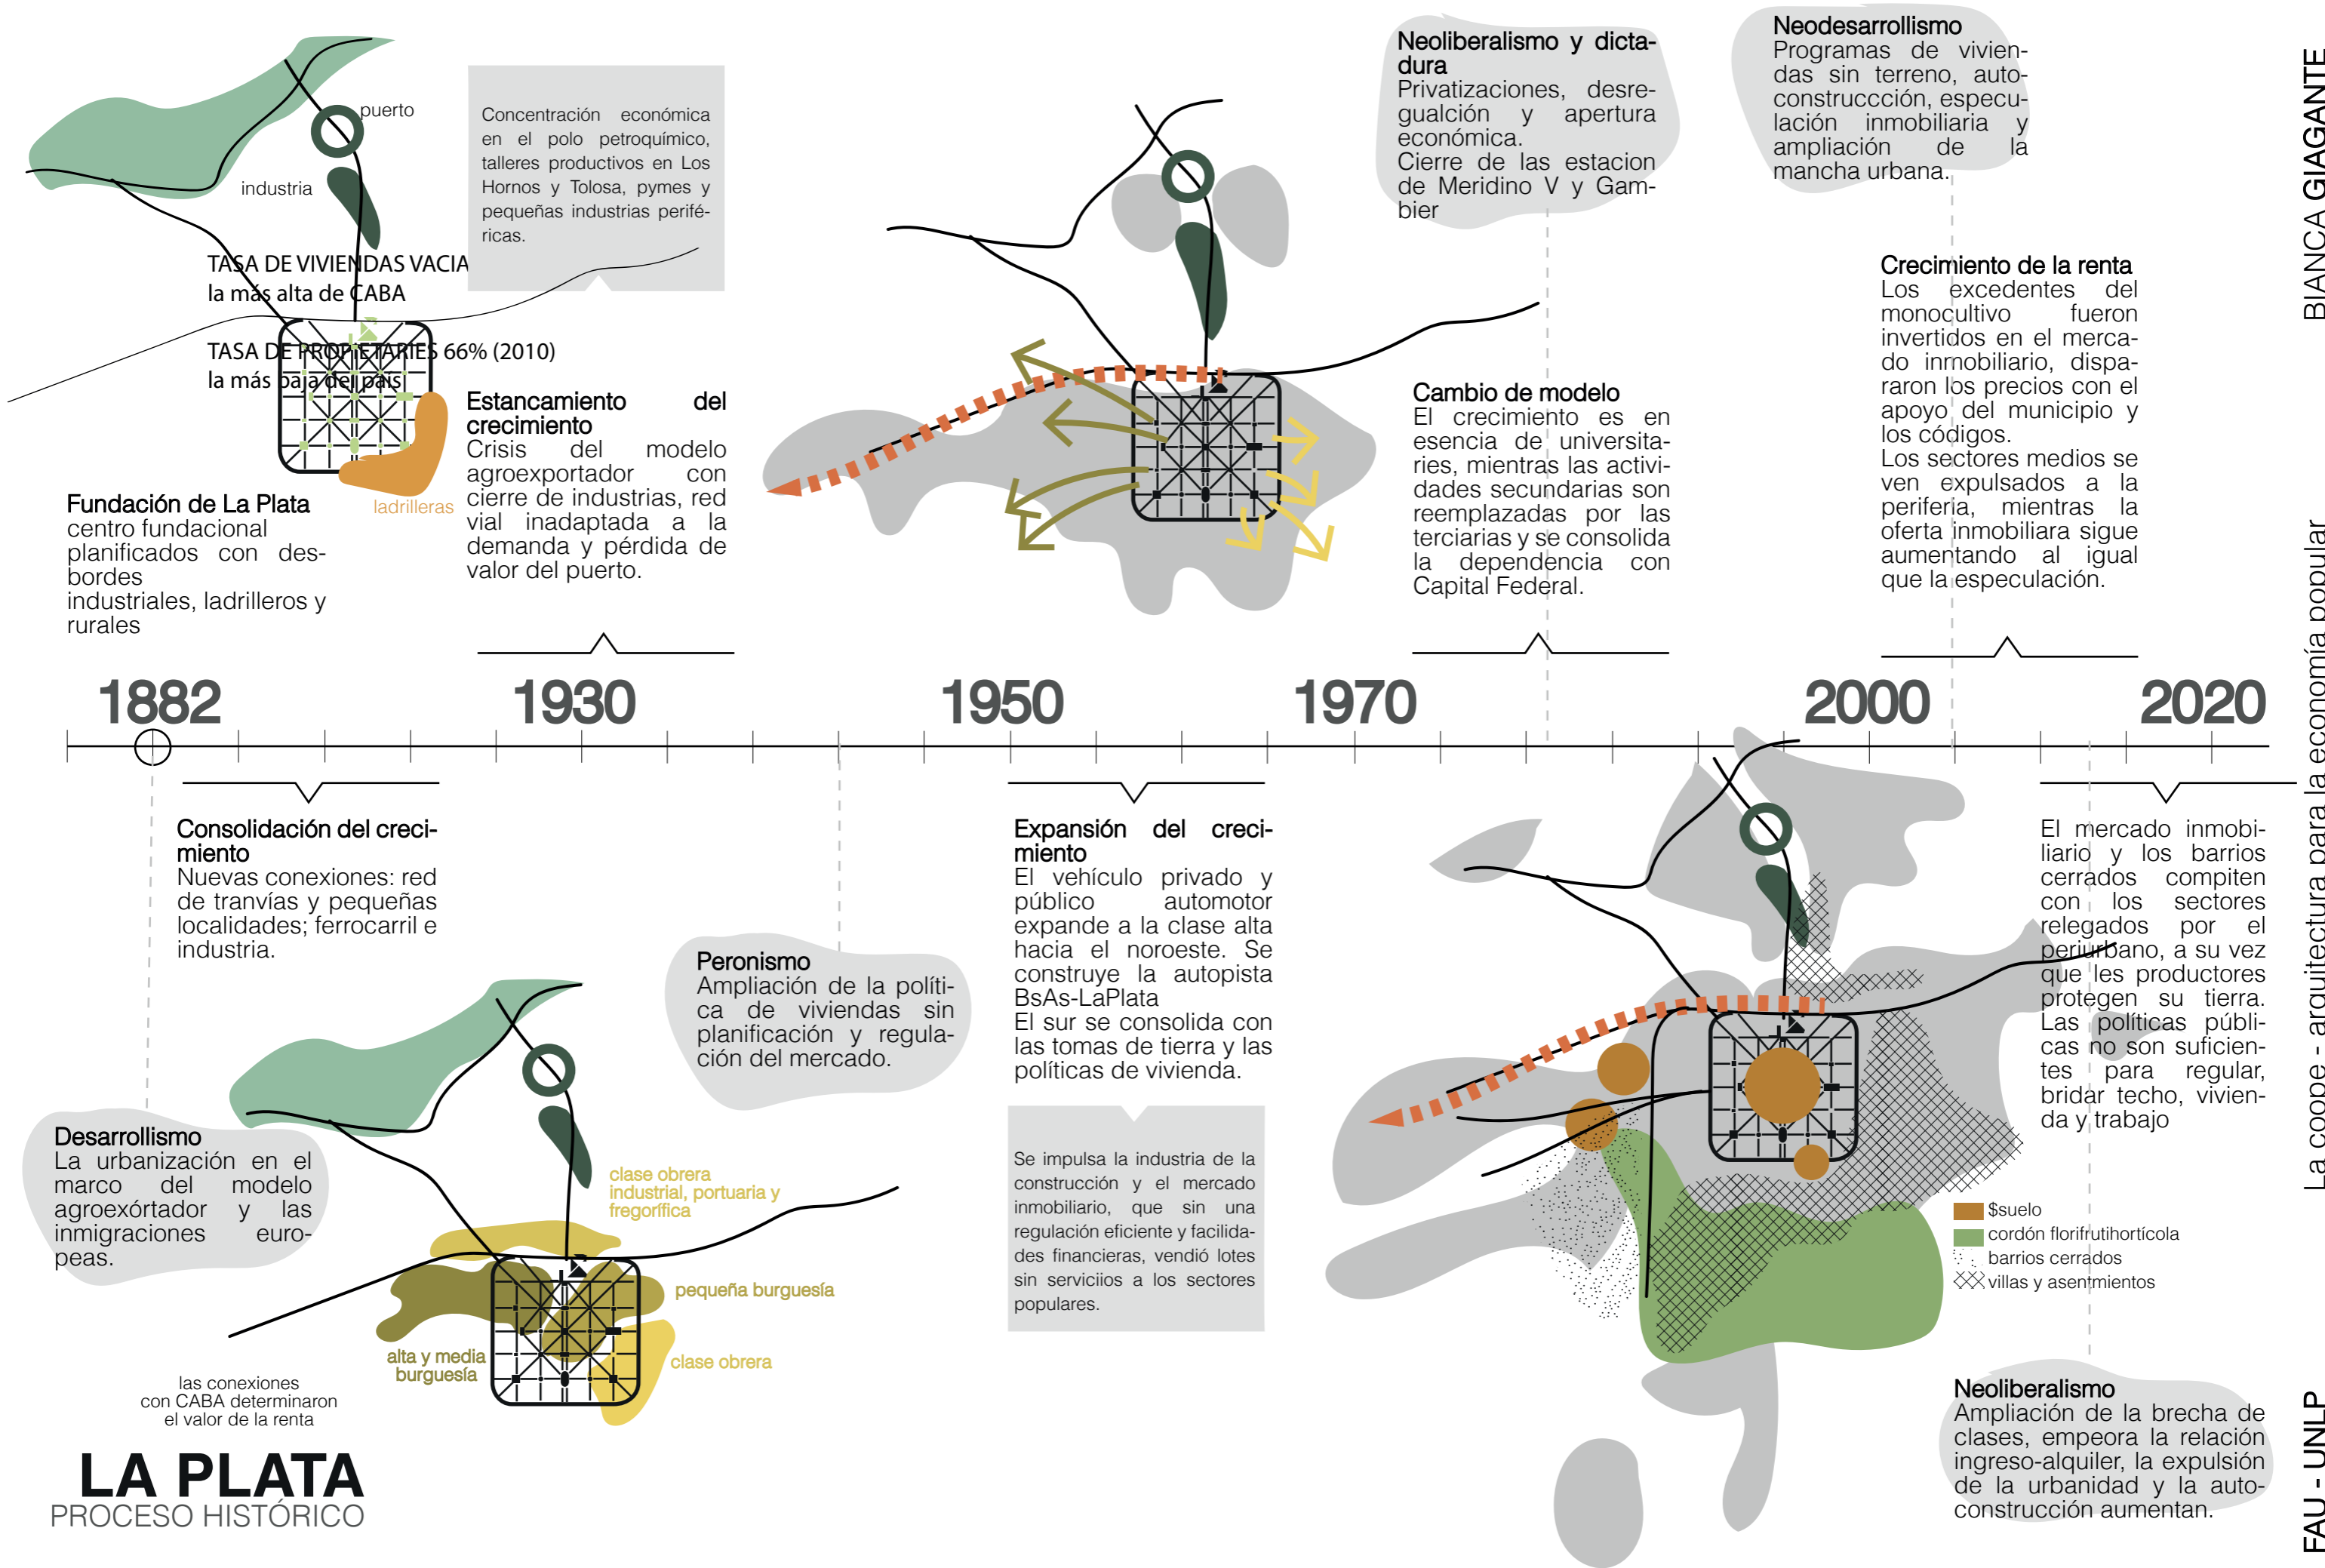 puerto
industria
TASA DE VIVIENDAS VACIA
la más alta de CABA
TASA DE PROPIETARIES 66% (2010)
la más baja del país
ladrilleras
Fundación de La Plata
centro fundacional
planificados con des-
bordes
industriales, ladrilleros y
rurales
Concentración económica
en el polo petroquímico,
talleres productivos en Los
Hornos y Tolosa, pymes y
pequeñas industrias perifé-
ricas.
Estancamiento del
crecimiento
Crisis del modelo
agroexportador con
cierre de industrias, red
vial inadaptada a la
demanda y pérdida de
valor del puerto.
Neoliberalismo y dicta-
dura
Privatizaciones, desre-
gualción y apertura
económica.
Cierre de las estacion
de Meridino V y Gam-
bier
Cambio de modelo
El crecimiento es en
esencia de universita-
ries, mientras las activi-
dades secundarias son
reemplazadas por las
terciarias y se consolida
la dependencia con
Capital Federal.
Neodesarrollismo
Programas de vivien-
das sin terreno, auto-
construccción, especu-
lación inmobiliaria y
ampliación de la
mancha urbana.
Crecimiento de la renta
Los excedentes del
monocultivo fueron
invertidos en el merca-
do inmobiliario, dispa-
raron los precios con el
apoyo del municipio y
los códigos.
Los sectores medios se
ven expulsados a la
periferia, mientras la
oferta inmobiliara sigue
aumentando al igual
que la especulación.
1882
1930
1950
1970
2000
2020
Consolidación del creci-
miento
Nuevas conexiones: red
de tranvías y pequeñas
localidades; ferrocarril e
industria.
Desarrollismo
La urbanización en el
marco del modelo
agroexórtador y las
inmigraciones euro-
peas.
Peronismo
Ampliación de la políti-
ca de viviendas sin
planificación y regula-
ción del mercado.
clase obrera
industrial, portuaria y
fregorífica
pequeña burguesía
alta y media
burguesía
clase obrera
las conexiones
con CABA determinaron
el valor de la renta
LA PLATA
PROCESO HISTÓRICO
Expansión del creci-
miento
El vehículo privado y
público automotor
expande a la clase alta
hacia el noroeste. Se
construye la autopista
BsAs-LaPlata
El sur se consolida con
las tomas de tierra y las
políticas de vivienda.
Se impulsa la industria de la
construcción y el mercado
inmobiliario, que sin una
regulación eficiente y facilida-
des financieras, vendió lotes
sin serviciios a los sectores
populares.
El mercado inmobi-
liario y los barrios
cerrados compiten
con los sectores
relegados por el
periurbano, a su vez
que les productores
protegen su tierra.
Las políticas públi-
cas no son suficien-
tes para regular,
bridar techo, vivien-
da y trabajo
$suelo
cordón florifrutihortícola
barrios cerrados
villas y asentmientos
Neoliberalismo
Ampliación de la brecha de
clases, empeora la relación
ingreso-alquiler, la expulsión
de la urbanidad y la auto-
construcción aumentan.
BIANCA GIAGANTE
La coope - arquitectura para la economía popular
FAU - UNLP